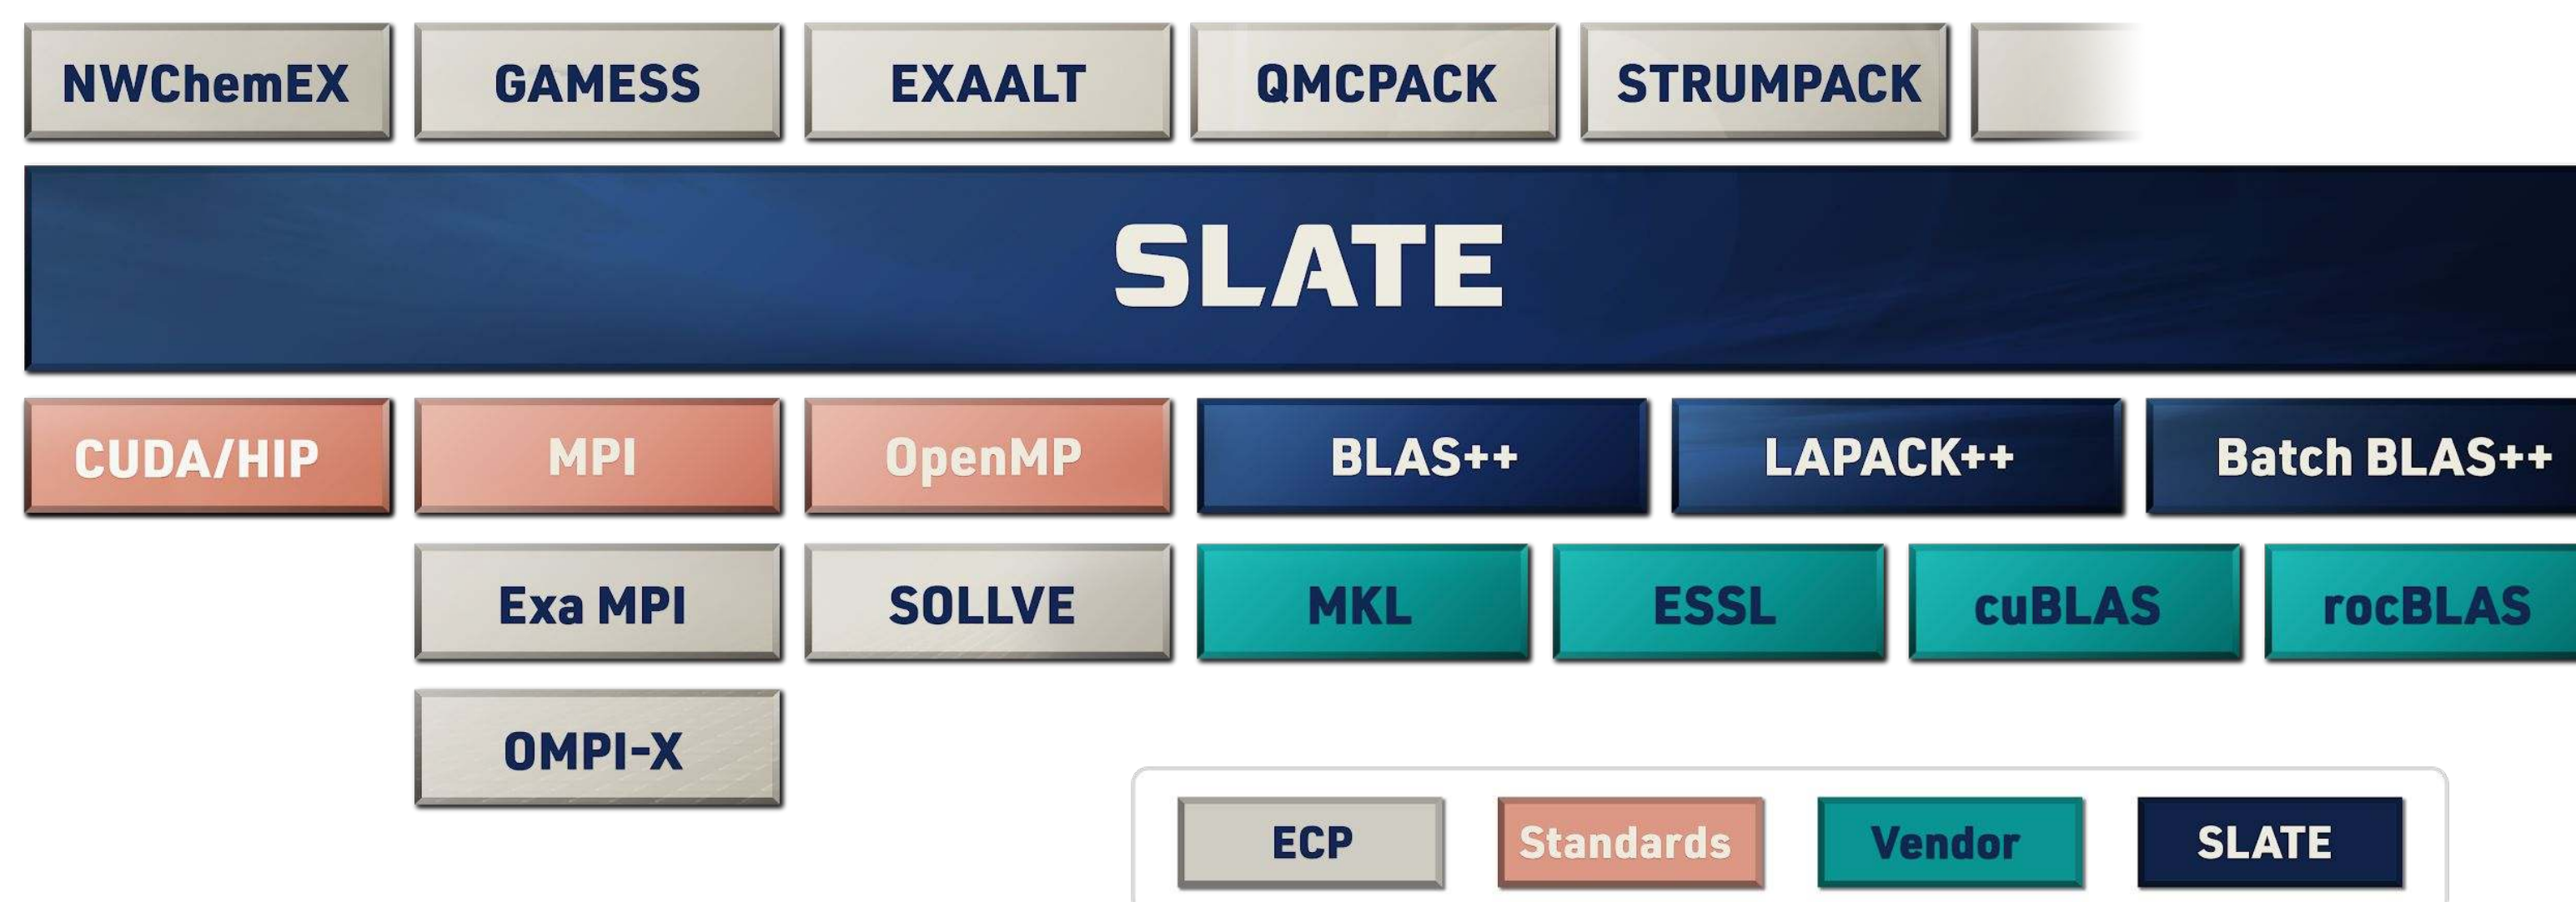 NWChemEX GAMESS EXAALT QMCPACK STRUMPACK
SLATE
CUDA/HIP MPI OpenMP BLAS++ LAPACK++ Batch BLAS++
Exa MPI SOLLVE MKL ESSL cuBLAS rocBLAS
OMPI-X
ECP Standards Vendor SLATE